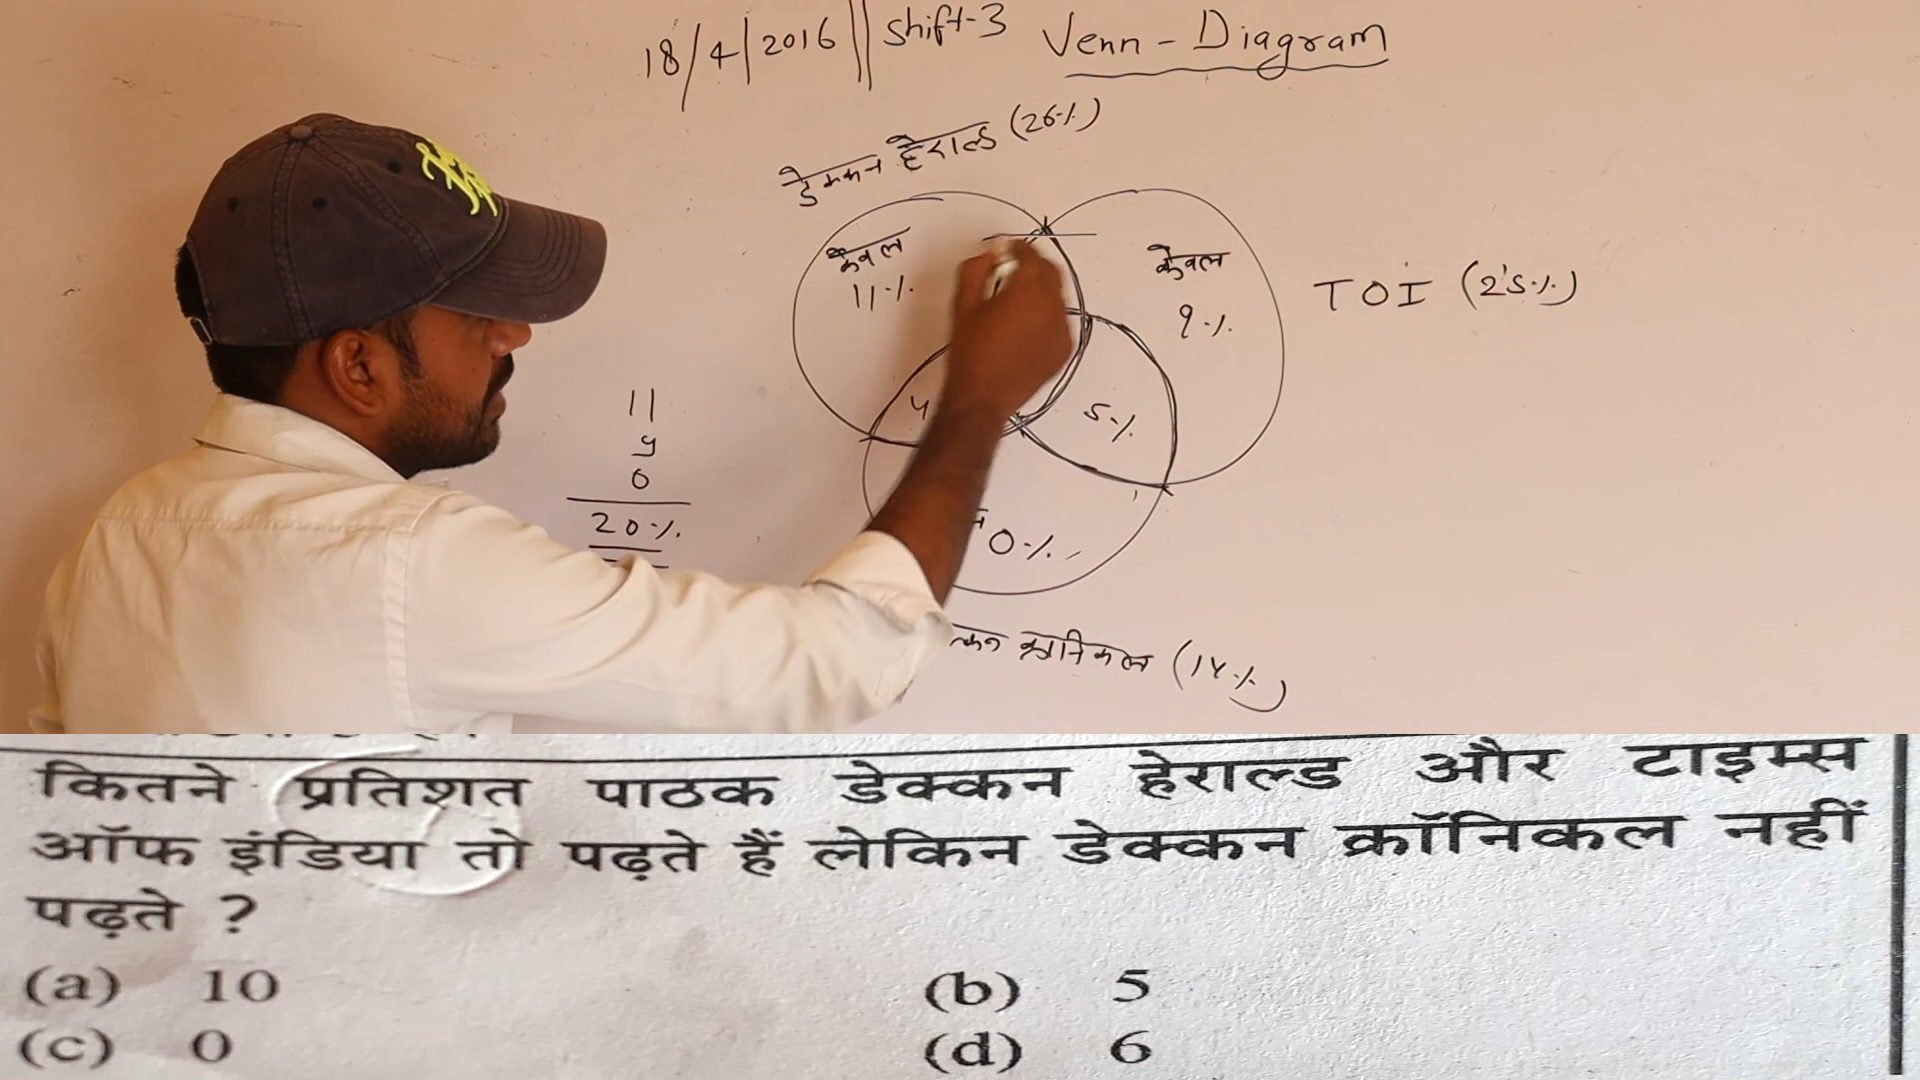 18/4/2016 || Shift-3 Venn-Diagram
डेक्कन हैराल्ड (26%)
केवल
11%
केवल
9%
TOI (25%)
11
9
0
20%
5%
0%
क्रानिकल (14%)
कितने प्रतिशत पाठक डेक्कन हेराल्ड और टाइम्स
ऑफ इंडिया तो पढ़ते हैं लेकिन डेक्कन क्रॉनिकल नहीं
पढ़ते ?
(a) 10 (b) 5
(c) 0 (d) 6